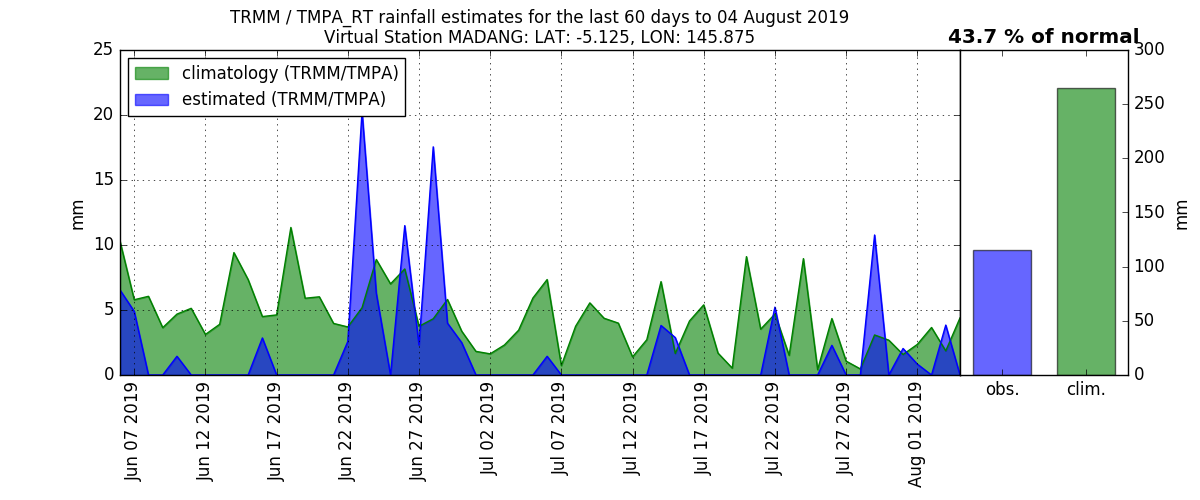 TRMM / TMPA_RT rainfall estimates for the last 60 days to 04 August 2019
Virtual Station MADANG: LAT: -5.125, LON: 145.875
43.7 % of normal
climatology (TRMM/TMPA)
estimated (TRMM/TMPA)
25
20
15
10
5
0
mm
Jun 07 2019
Jun 12 2019
Jun 17 2019
Jun 22 2019
Jun 27 2019
Jul 02 2019
Jul 07 2019
Jul 12 2019
Jul 17 2019
Jul 22 2019
Jul 27 2019
Aug 01 2019
obs.
clim.
300
250
200
150
100
50
0
mm